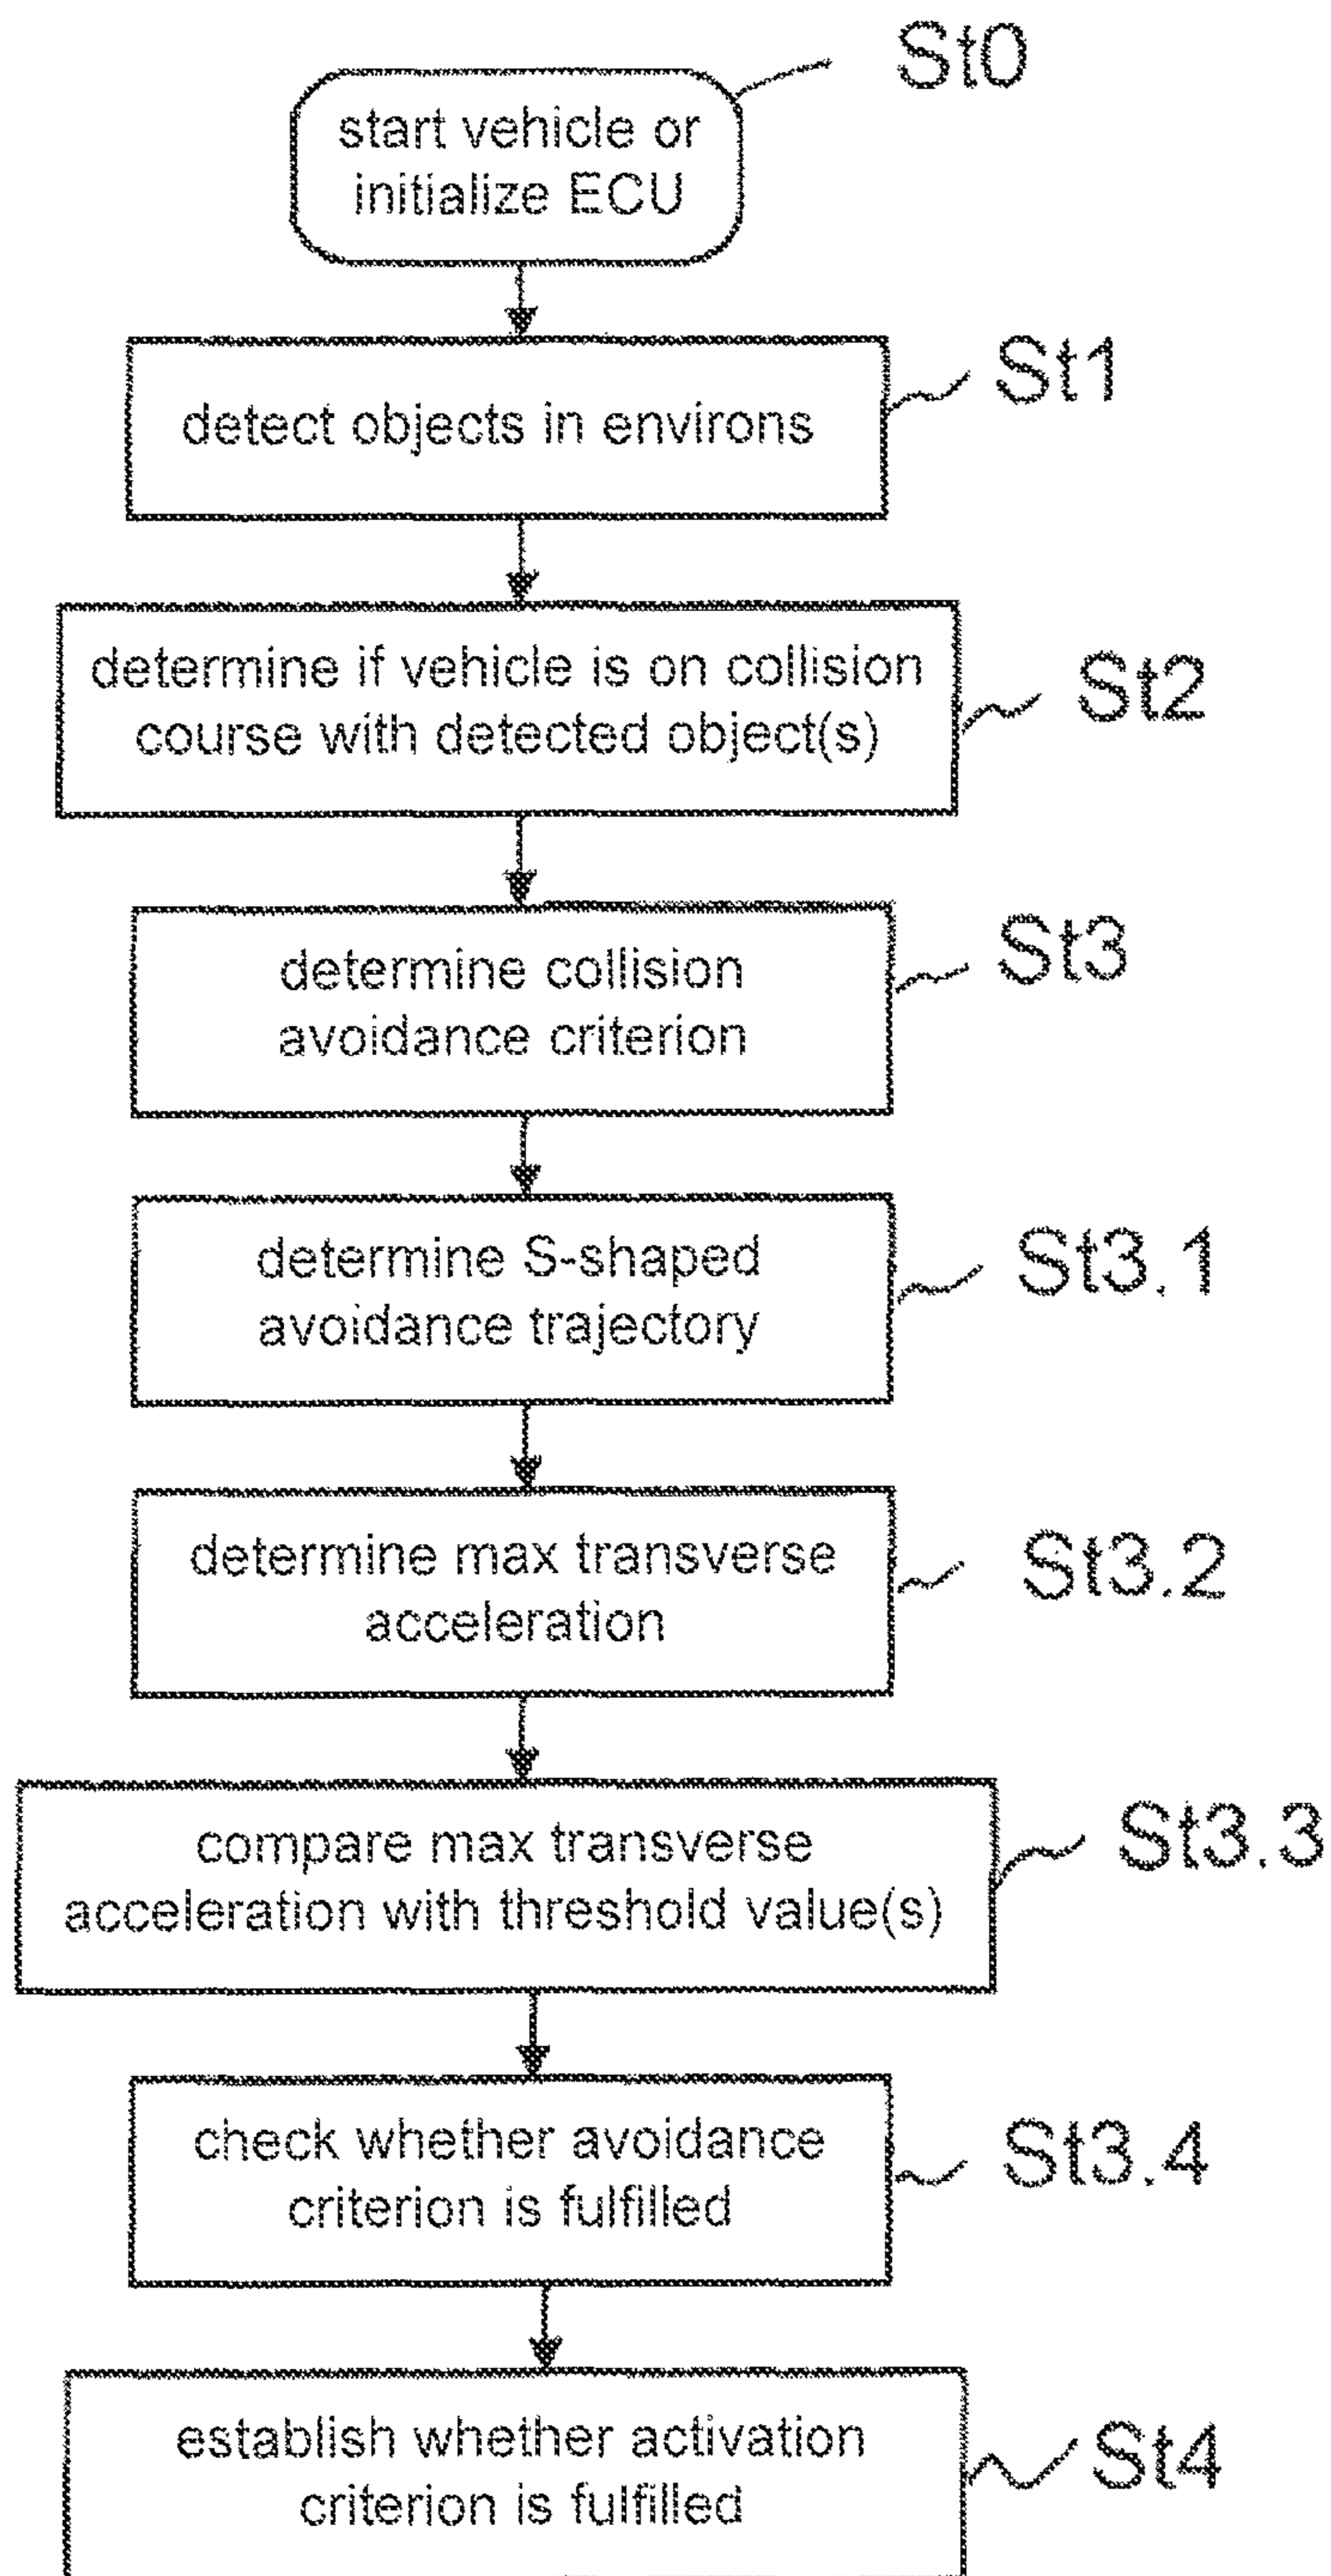 St0
start vehicle or
initialize ECU
St1
detect objects in environs
determine if vehicle is on collision
course with detected object(s)
St2
St3
determine collision
avoidance criterion
determine S-shaped
avoidance trajectory
St3.1
determine max transverse
acceleration
St3.2
compare max transverse
acceleration with threshold value(s)
St3.3
check whether avoidance
criterion is fulfilled
St3.4
establish whether activation
criterion is fulfilled
St4